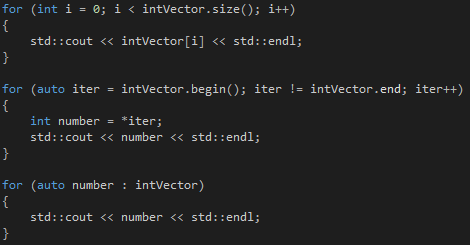 for (int i = 0; i < intVector.size(); i++)
{
    std::cout << intVector[i] << std::endl;
}
for (auto iter = intVector.begin(); iter != intVector.end; iter++)
{
    int number = *iter;
    std::cout << number << std::endl;
}
for (auto number : intVector)
{
    std::cout << number << std::endl;
}